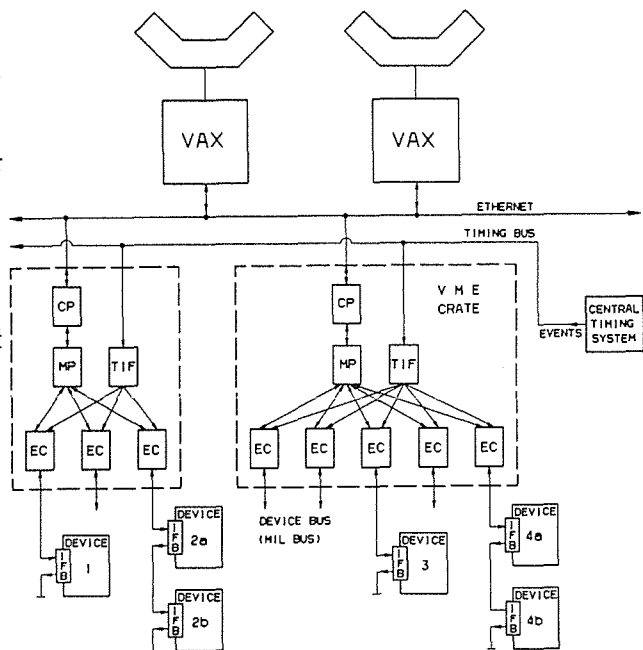 VAX
VAX
ETHERNET
TIMING BUS
CP
CP
V M E
CRATE
CENTRAL
TIMING
SYSTEM
EVENTS
MP
TIF
MP
TIF
EC
EC
EC
EC
EC
EC
EC
EC
DEVICE BUS
(MIL BUS)
DEVICE
1
IFB
DEVICE
2a
IFB
DEVICE
3
IFB
DEVICE
4a
IFB
DEVICE
2b
IFB
DEVICE
4b
IFB